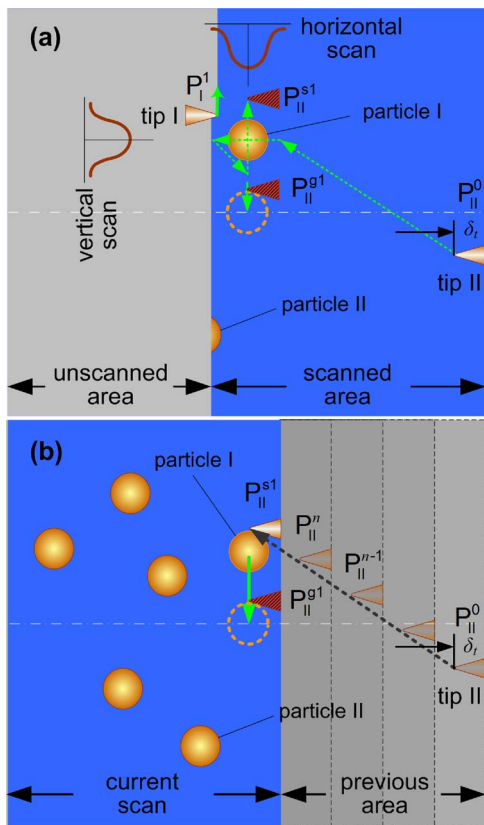 (a)
horizontal
scan
P_I^1
tip I
P_II^s1
particle I
P_II^g1
P_II^0
δ_t
vertical
scan
tip II
particle II
unscanned
area
scanned
area
(b)
particle I
P_II^s1
P_II^n
P_II^n-1
P_II^g1
P_II^0
δ_t
tip II
particle II
current
scan
previous
area